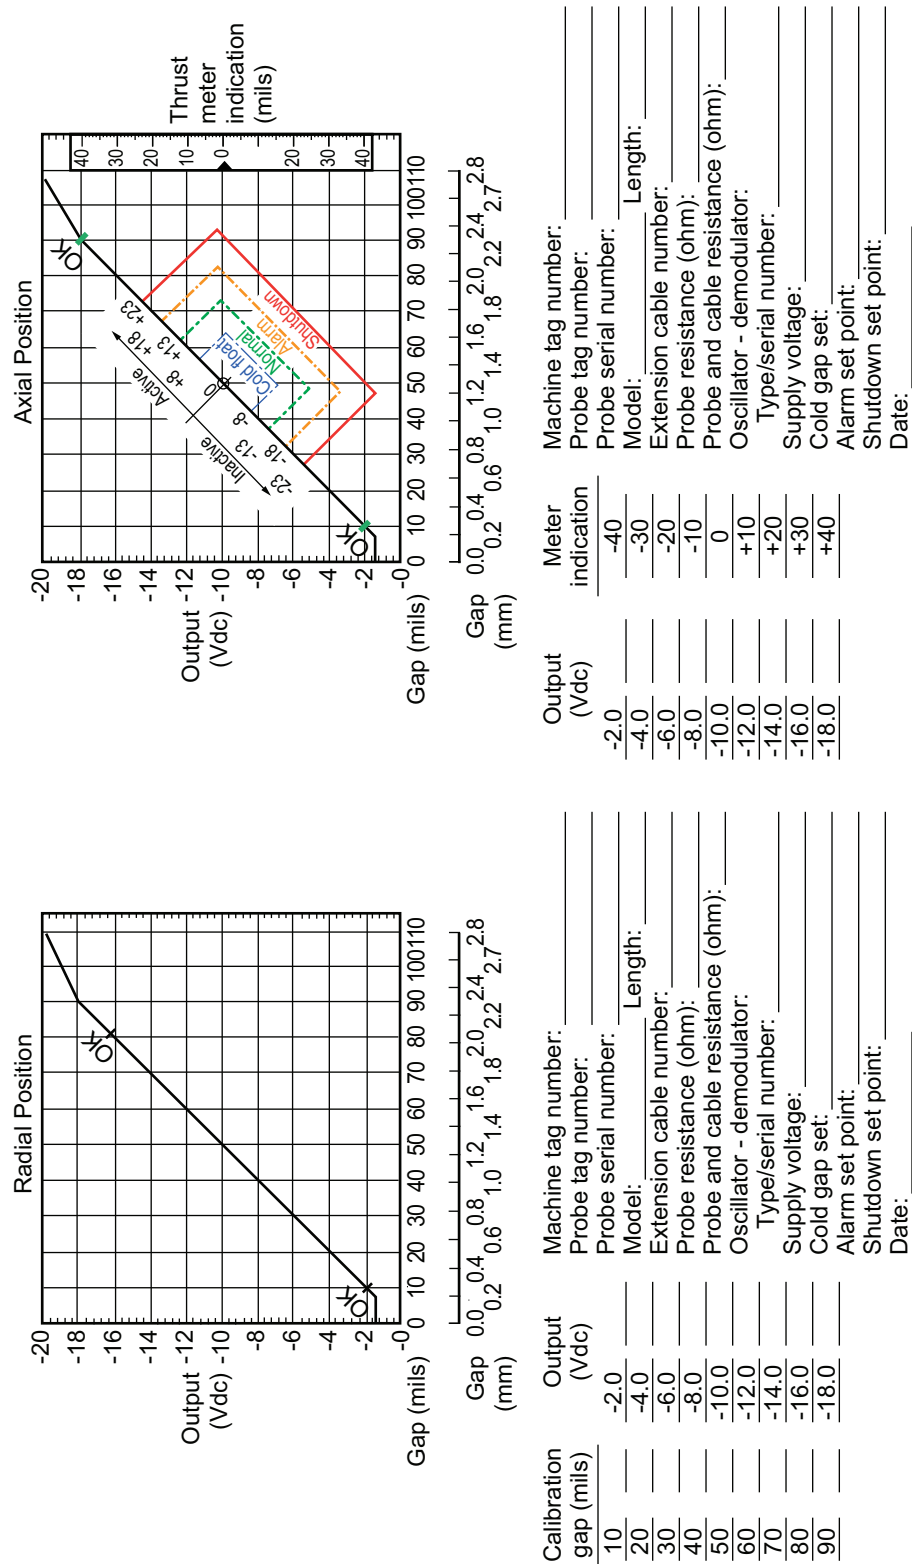 Radial Position
Output
(Vdc)
-20
-18
-16
-14
-12
-10
-8
-6
-4
-2
-0
OK
OK
Gap (mils)
0 10 20 30 40 50 60 70 80 90 100 110
Gap
(mm)
0.0 0.2 0.4 0.6 0.8 1.0 1.2 1.4 1.6 1.8 2.0 2.2 2.4 2.7 2.8
Calibration
gap (mils)
Output
(Vdc)
10 -2.0
20 -4.0
30 -6.0
40 -8.0
50 -10.0
60 -12.0
70 -14.0
80 -16.0
90 -18.0
Machine tag number:
Probe tag number:
Probe serial number:
Model: Length:
Extension cable number:
Probe resistance (ohm):
Probe and cable resistance (ohm):
Oscillator - demodulator:
Type/serial number:
Supply voltage:
Cold gap set:
Alarm set point:
Shutdown set point:
Date:
Axial Position
Output
(Vdc)
-20
-18
-16
-14
-12
-10
-8
-6
-4
-2
-0
OK
OK
Active
Inactive
+23
+18
+13
+8
0
-8
-13
-18
-23
Cold float
Normal
Alarm
Shutdown
40
30
20
10
0
20
30
40
Thrust
meter
indication
(mils)
Gap (mils)
0 10 20 30 40 50 60 70 80 90 100 110
Gap
(mm)
0.0 0.2 0.4 0.6 0.8 1.0 1.2 1.4 1.6 1.8 2.0 2.2 2.4 2.7 2.8
Output
(Vdc)
Meter
indication
-2.0 -40
-4.0 -30
-6.0 -20
-8.0 -10
-10.0 0
-12.0 +10
-14.0 +20
-16.0 +30
-18.0 +40
Machine tag number:
Probe tag number:
Probe serial number:
Model: Length:
Extension cable number:
Probe resistance (ohm):
Probe and cable resistance (ohm):
Oscillator - demodulator:
Type/serial number:
Supply voltage:
Cold gap set:
Alarm set point:
Shutdown set point:
Date: